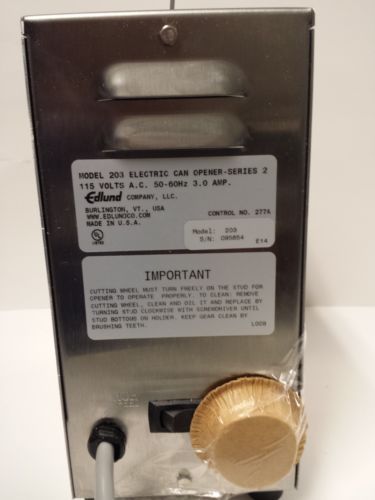 MODEL 203 ELECTRIC CAN OPENER-SERIES 2
115 VOLTS A.C. 50-60Hz 3.0 AMP.
Edlund COMPANY, LLC.
BURLINGTON, VT., USA
WWW.EDLUNDCO.COM
MADE IN U.S.A.
CONTROL NO. 277A
UL
LISTED
Model: 203
S/N: 095854
E14
IMPORTANT
CUTTING WHEEL MUST TURN FREELY ON THE STUD FOR
OPENER TO OPERATE PROPERLY. TO CLEAN: REMOVE
CUTTING WHEEL, CLEAN AND OIL IT AND REPLACE BY
TURNING STUD CLOCKWISE WITH SCREWDRIVER UNTIL
STUD BOTTOMS ON HOLDER. KEEP GEAR CLEAN BY
BRUSHING TEETH.
L009